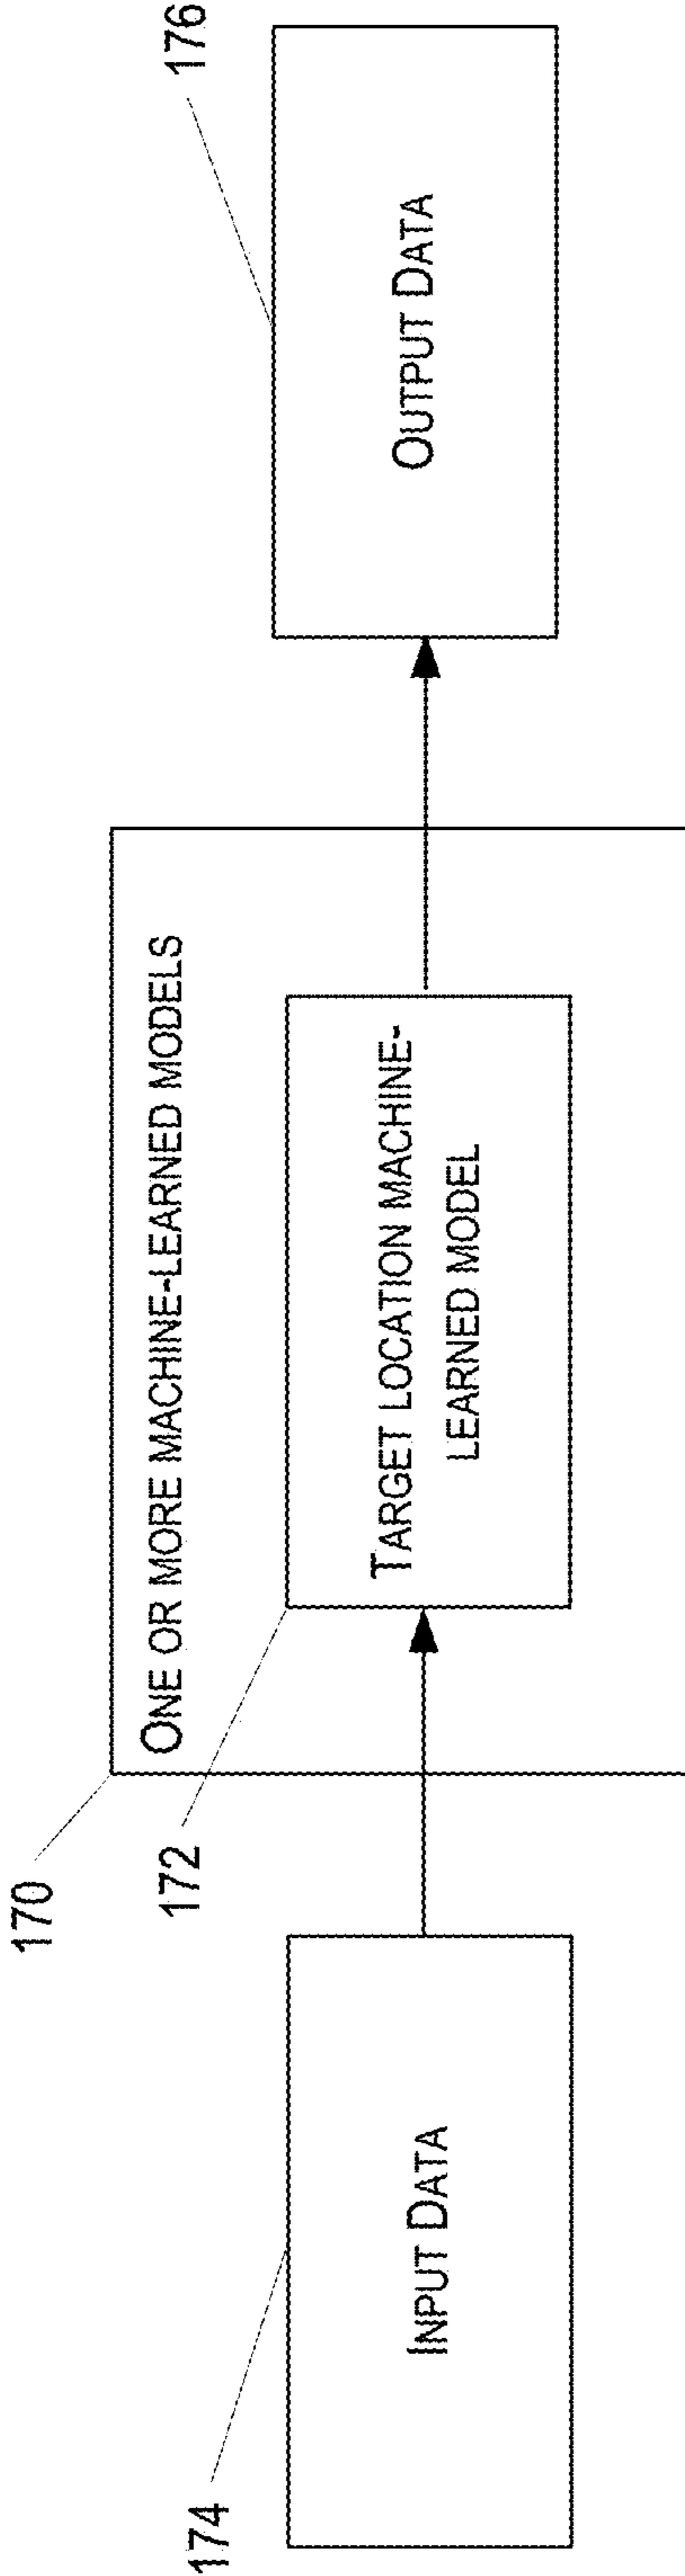 170
ONE OR MORE MACHINE-LEARNED MODELS
174
INPUT DATA
172
TARGET LOCATION MACHINE-
LEARNED MODEL
176
OUTPUT DATA